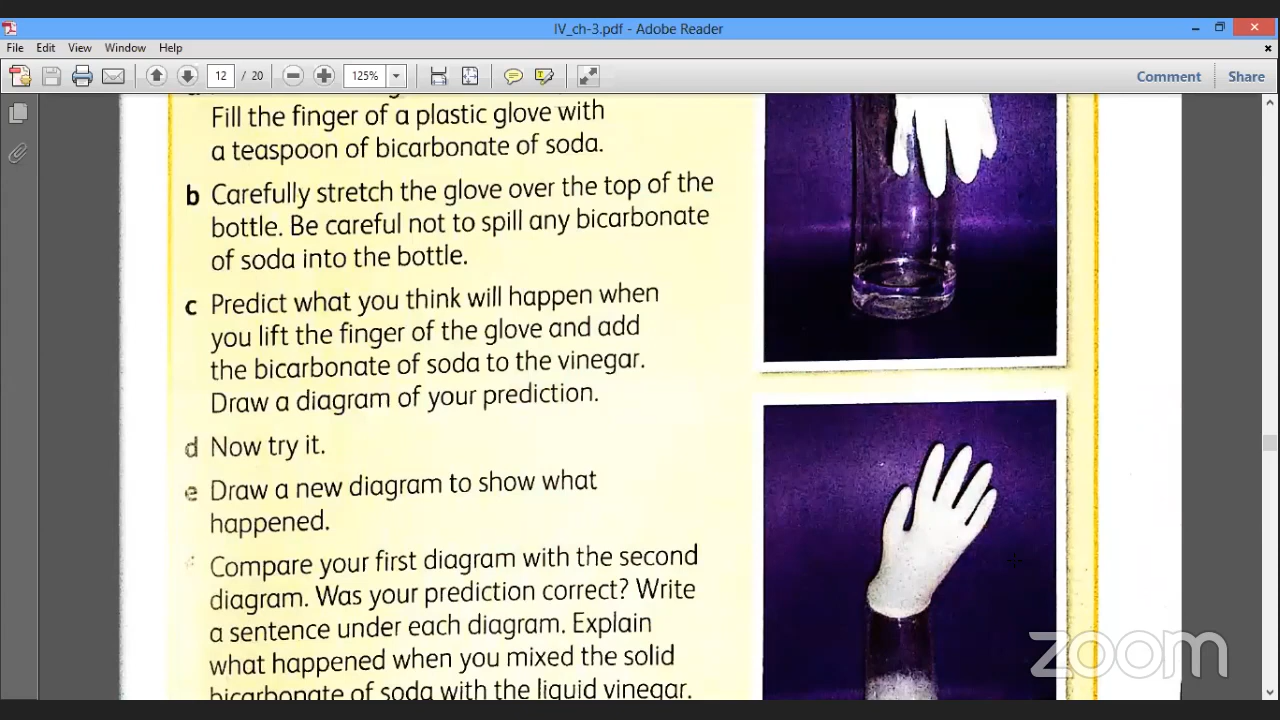 IV_ch-3.pdf - Adobe Reader
File Edit View Window Help
12 / 20 125% Comment Share
Fill the finger of a plastic glove with
a teaspoon of bicarbonate of soda.
b Carefully stretch the glove over the top of the
bottle. Be careful not to spill any bicarbonate
of soda into the bottle.
c Predict what you think will happen when
you lift the finger of the glove and add
the bicarbonate of soda to the vinegar.
Draw a diagram of your prediction.
d Now try it.
e Draw a new diagram to show what
happened.
Compare your first diagram with the second
diagram. Was your prediction correct? Write
a sentence under each diagram. Explain
what happened when you mixed the solid
bicarbonate of soda with the liquid vinegar.
zoom